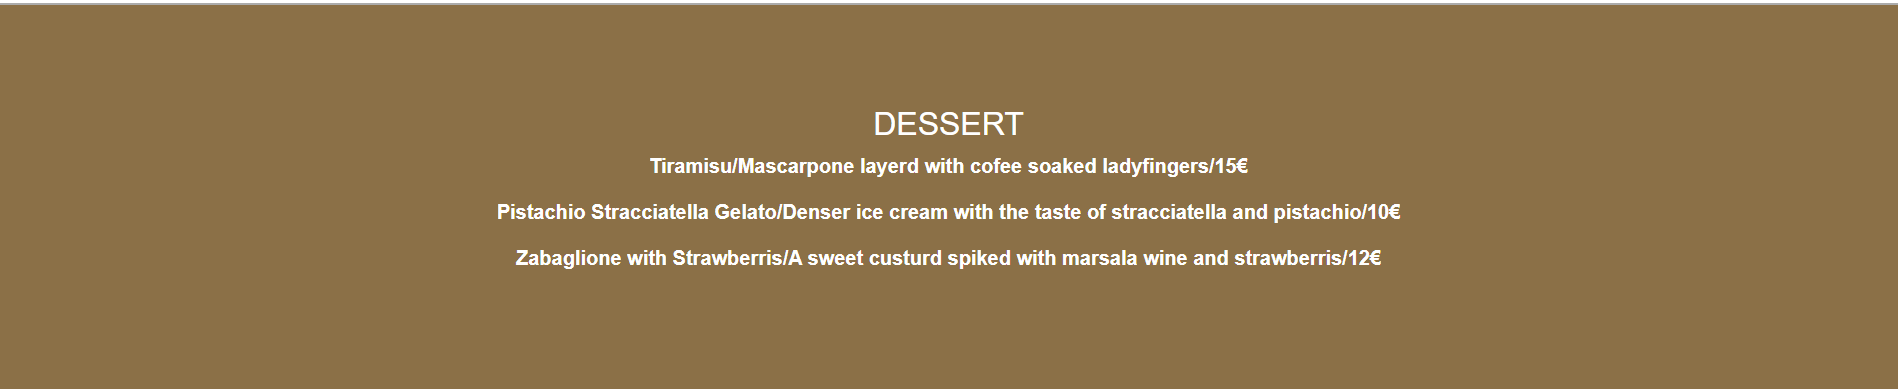 DESSERT
Tiramisu/Mascarpone layerd with cofee soaked ladyfingers/15€
Pistachio Stracciatella Gelato/Denser ice cream with the taste of stracciatella and pistachio/10€
Zabaglione with Strawberris/A sweet custurd spiked with marsala wine and strawberris/12€